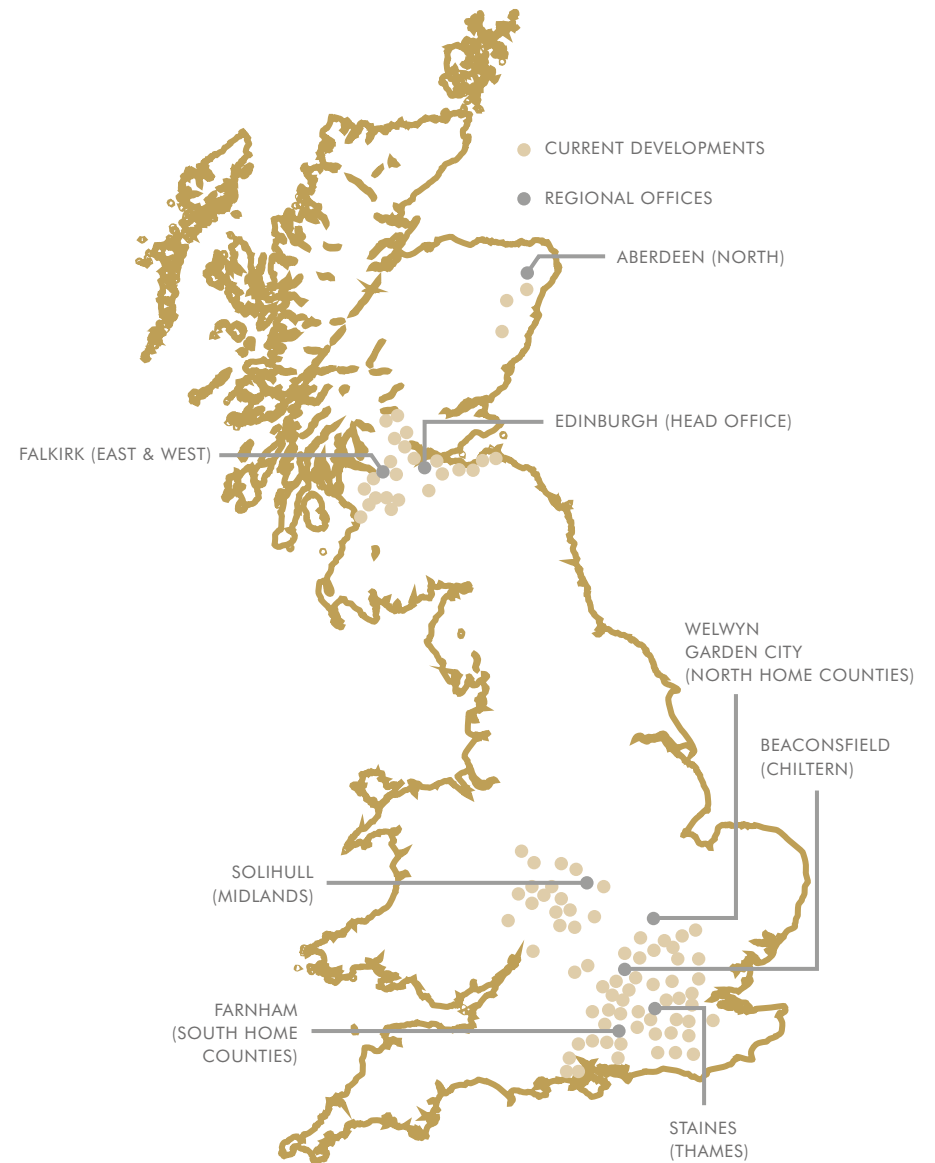 CURRENT DEVELOPMENTS
REGIONAL OFFICES
ABERDEEN (NORTH)
EDINBURGH (HEAD OFFICE)
FALKIRK (EAST & WEST)
WELWYN
GARDEN CITY
(NORTH HOME COUNTIES)
BEACONSFIELD
(CHILTERN)
SOLIHULL
(MIDLANDS)
FARNHAM
(SOUTH HOME
COUNTIES)
STAINES
(THAMES)